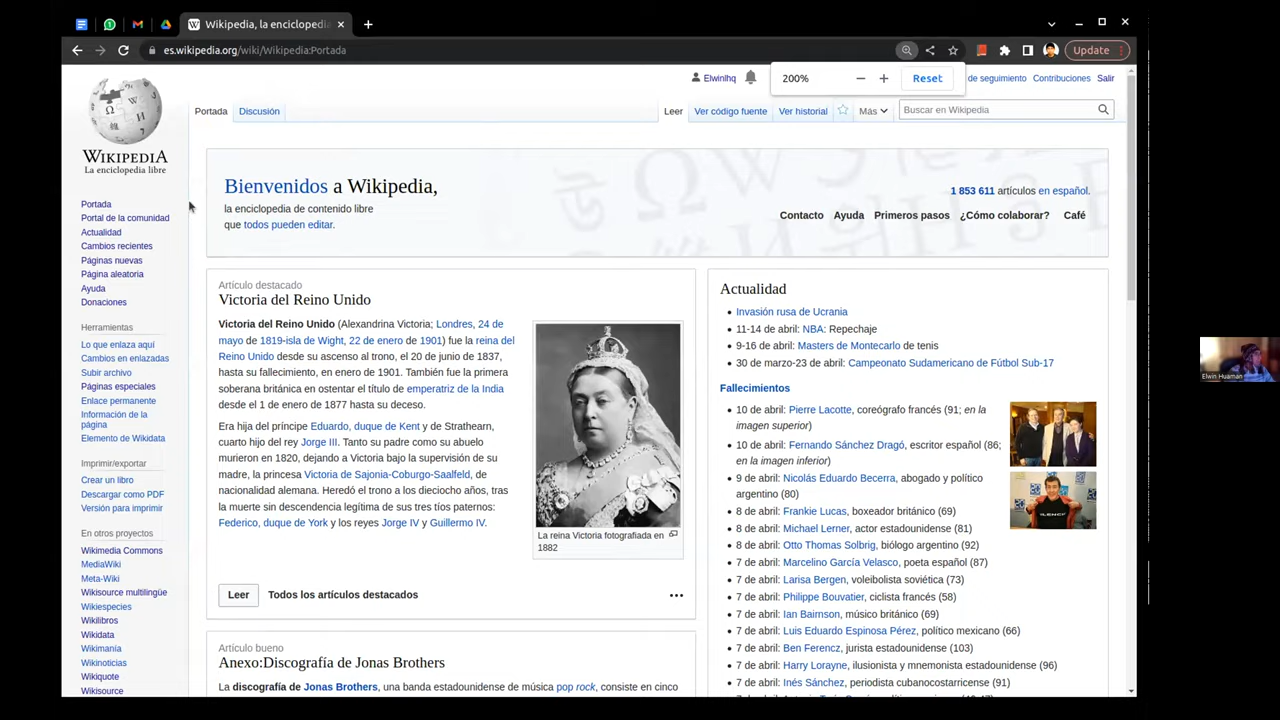 Wikipedia, la enciclopedia
es.wikipedia.org/wiki/Wikipedia:Portada
Update
200%
Reset
Elwinlhq
de seguimiento
Contribuciones
Salir
Portada
Discusión
Leer
Ver código fuente
Ver historial
Más
Buscar en Wikipedia
WIKIPEDIA
La enciclopedia libre
Portada
Portal de la comunidad
Actualidad
Cambios recientes
Páginas nuevas
Página aleatoria
Ayuda
Donaciones
Herramientas
Lo que enlaza aquí
Cambios en enlazadas
Subir archivo
Páginas especiales
Enlace permanente
Información de la
página
Elemento de Wikidata
Imprimir/exportar
Crear un libro
Descargar como PDF
Versión para imprimir
En otros proyectos
Wikimedia Commons
MediaWiki
Meta-Wiki
Wikisource multilingüe
Wikiespecies
Wikilibros
Wikidata
Wikimanía
Wikinoticias
Wikiquote
Wikisource
Bienvenidos a Wikipedia,
la enciclopedia de contenido libre
que todos pueden editar.
1 853 611 artículos en español.
Contacto
Ayuda
Primeros pasos
¿Cómo colaborar?
Café
Artículo destacado
Victoria del Reino Unido
Victoria del Reino Unido (Alexandrina Victoria; Londres, 24 de
mayo de 1819-isla de Wight, 22 de enero de 1901) fue la reina del
Reino Unido desde su ascenso al trono, el 20 de junio de 1837,
hasta su fallecimiento, en enero de 1901. También fue la primera
soberana británica en ostentar el título de emperatriz de la India
desde el 1 de enero de 1877 hasta su deceso.
Era hija del príncipe Eduardo, duque de Kent y de Strathearn,
cuarto hijo del rey Jorge III. Tanto su padre como su abuelo
murieron en 1820, dejando a Victoria bajo la supervisión de su
madre, la princesa Victoria de Sajonia-Coburgo-Saalfeld, de
nacionalidad alemana. Heredó el trono a los dieciocho años, tras
la muerte sin descendencia legítima de sus tres tíos paternos:
Federico, duque de York y los reyes Jorge IV y Guillermo IV.
La reina Victoria fotografiada en
1882
Leer
Todos los artículos destacados
Artículo bueno
Anexo:Discografía de Jonas Brothers
La discografía de Jonas Brothers, una banda estadounidense de música pop rock, consiste en cinco
Actualidad
Invasión rusa de Ucrania
11-14 de abril: NBA: Repechaje
9-16 de abril: Masters de Montecarlo de tenis
30 de marzo-23 de abril: Campeonato Sudamericano de Fútbol Sub-17
Fallecimientos
10 de abril: Pierre Lacotte, coreógrafo francés (91; en la
imagen superior)
10 de abril: Fernando Sánchez Dragó, escritor español (86;
en la imagen inferior)
9 de abril: Nicolás Eduardo Becerra, abogado y político
argentino (80)
8 de abril: Frankie Lucas, boxeador británico (69)
8 de abril: Michael Lerner, actor estadounidense (81)
8 de abril: Otto Thomas Solbrig, biólogo argentino (92)
7 de abril: Marcelino García Velasco, poeta español (87)
7 de abril: Larisa Bergen, voleibolista soviética (73)
7 de abril: Philippe Bouvatier, ciclista francés (58)
7 de abril: Ian Bairnson, músico británico (69)
7 de abril: Luis Eduardo Espinosa Pérez, político mexicano (66)
7 de abril: Ben Ferencz, jurista estadounidense (103)
7 de abril: Harry Lorayne, ilusionista y mnemonista estadounidense (96)
7 de abril: Inés Sánchez, periodista cubanocostarricense (91)
Elwin Huaman